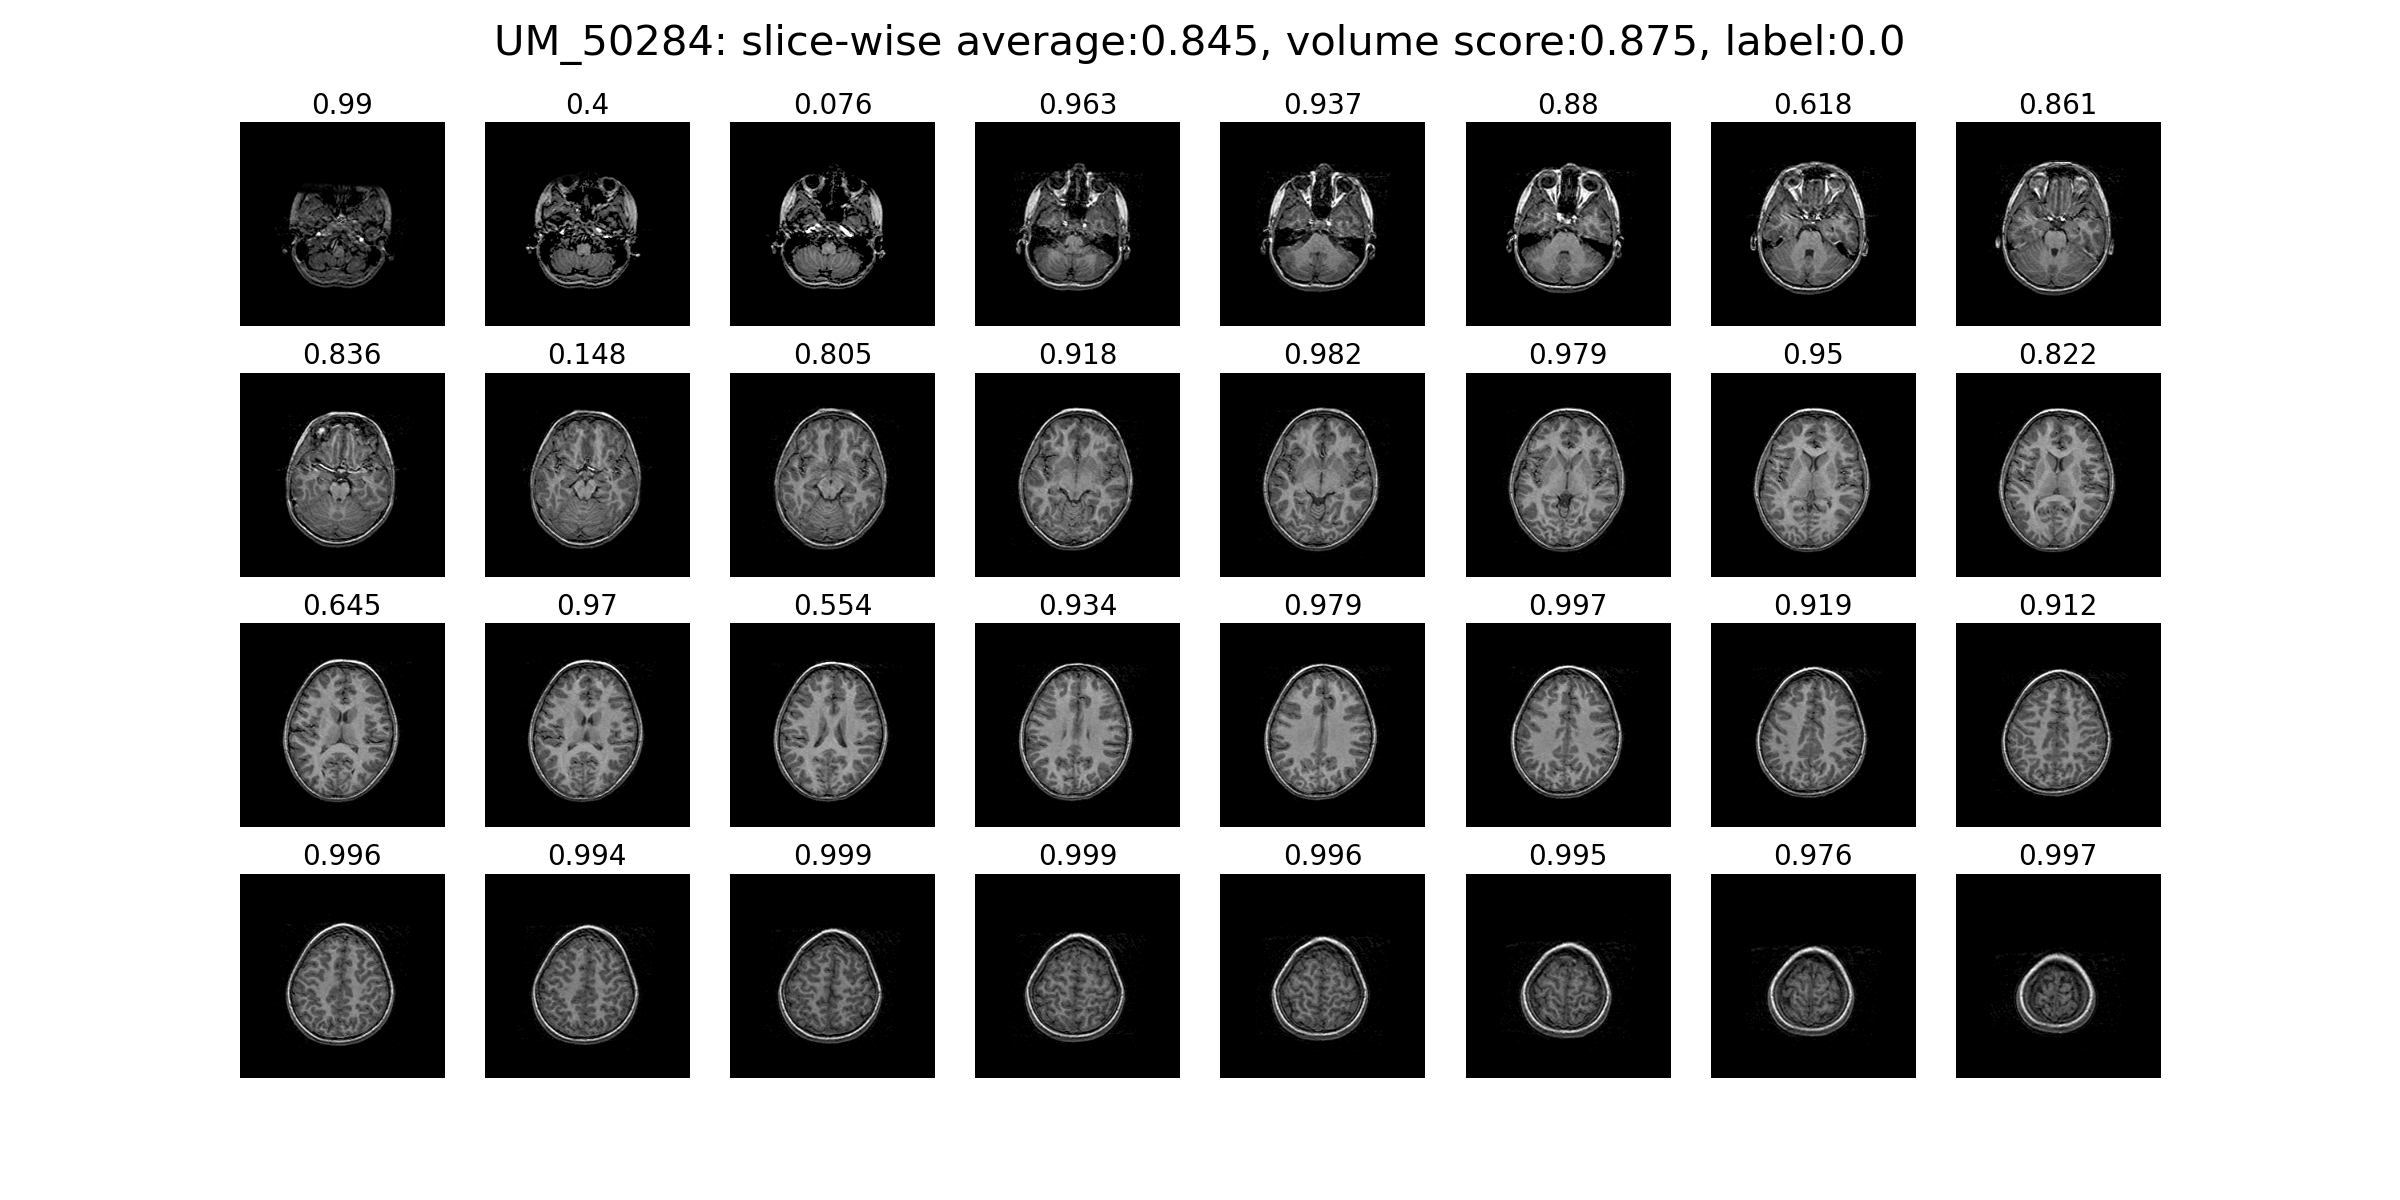 UM_50284: slice-wise average:0.845, volume score:0.875, label:0.0
0.99 0.4 0.076 0.963 0.937 0.88 0.618 0.861
0.836 0.148 0.805 0.918 0.982 0.979 0.95 0.822
0.645 0.97 0.554 0.934 0.979 0.997 0.919 0.912
0.996 0.994 0.999 0.999 0.996 0.995 0.976 0.997